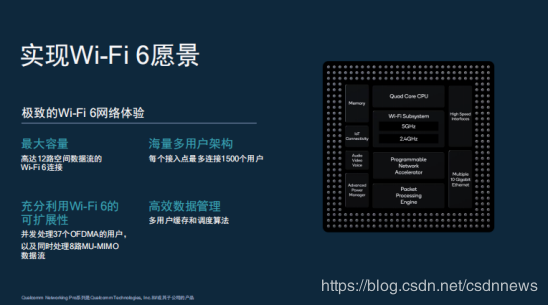 实现Wi-Fi 6愿景
极致的Wi-Fi 6网络体验
最大容量
高达12路空间数据流的
Wi-Fi 6连接
海量多用户架构
每个接入点最多连接1500个用户
充分利用Wi-Fi 6的
可扩展性
并发处理37个OFDMA的用户,
以及同时处理8路MU-MIMO
数据流
高效数据管理
多用户缓存和调度算法
Memory
IoT
Connectivity
Audio
Video
Voice
Advanced
Power
Manager
Quad Core CPU
Wi-Fi Subsystem
5GHz
2.4GHz
Programmable
Network
Accelerator
Packet
Processing
Engine
High Speed
Interfaces
Multiple
10 Gigabit
Ethernet
Qualcomm Networking Pro系列是Qualcomm Technologies, Inc.和/或其子公司的产品
https://blog.csdn.net/csdnnews